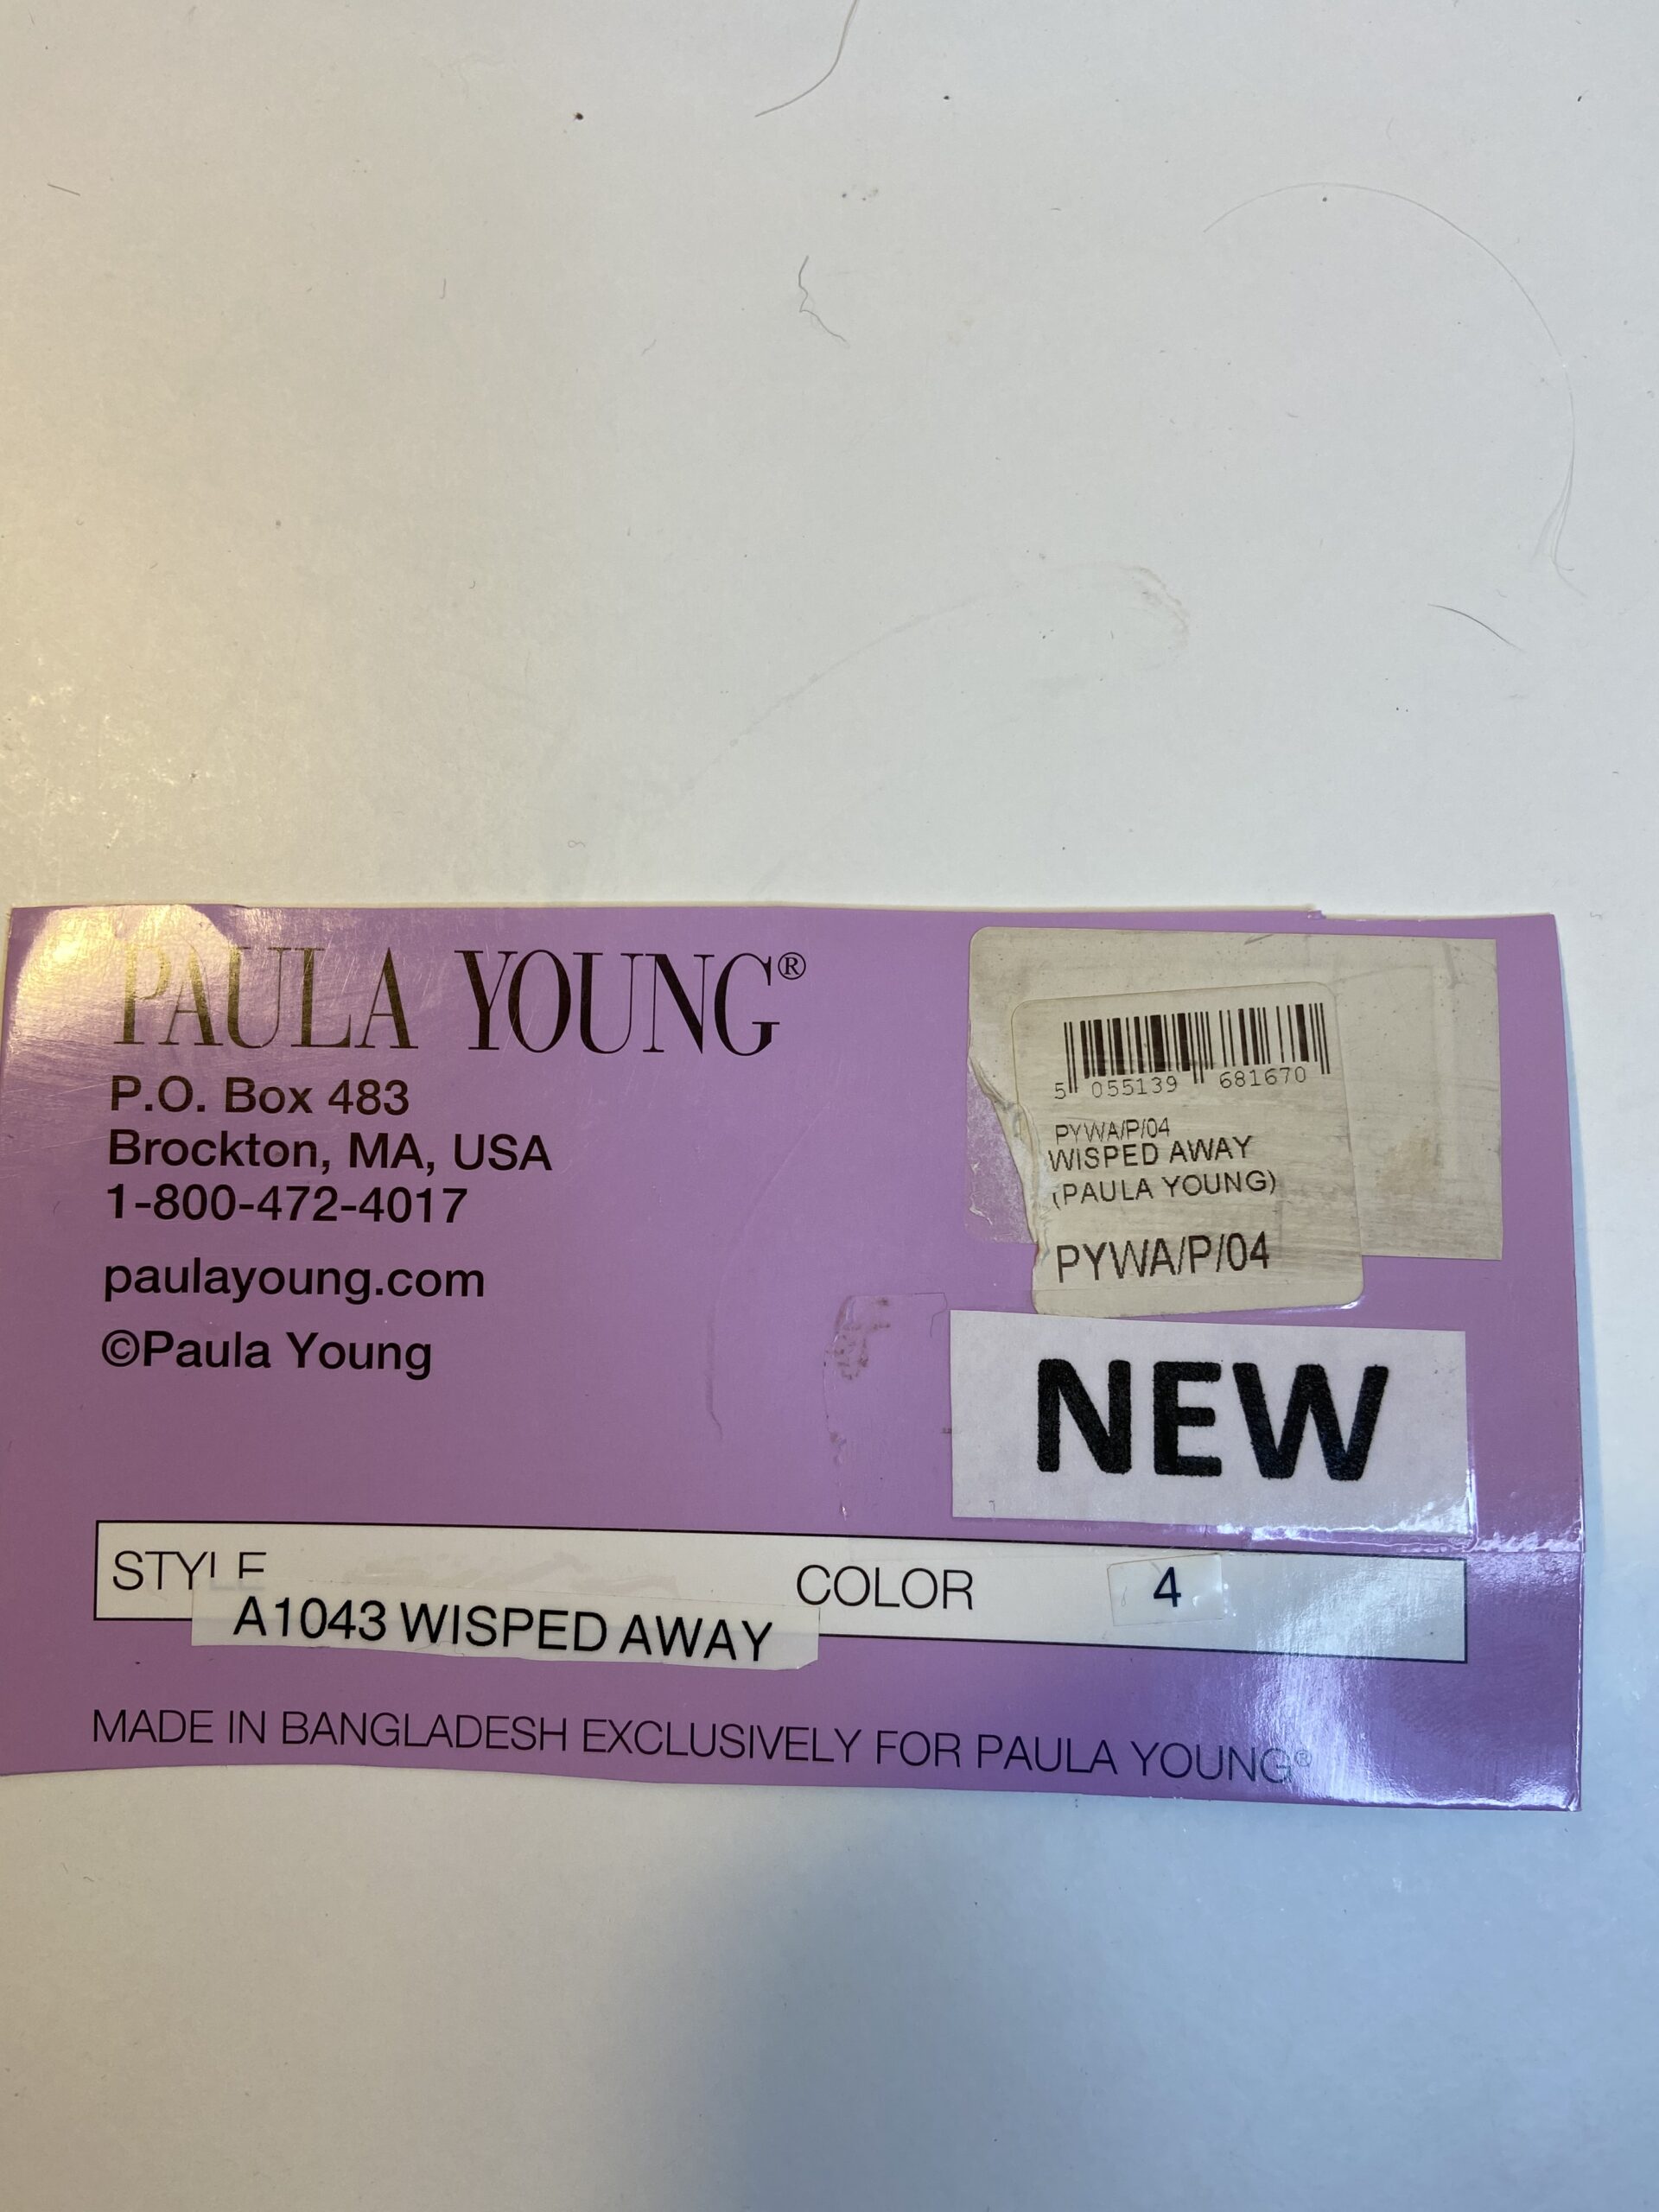 PAULA YOUNG®
P.O. Box 483
Brockton, MA, USA
1-800-472-4017
paulayoung.com
©Paula Young
5 055139 681670
PYWA/P/04
WISPED AWAY
(PAULA YOUNG)
PYWA/P/04
NEW
STYLE
A1043 WISPED AWAY
COLOR 4
MADE IN BANGLADESH EXCLUSIVELY FOR PAULA YOUNG®